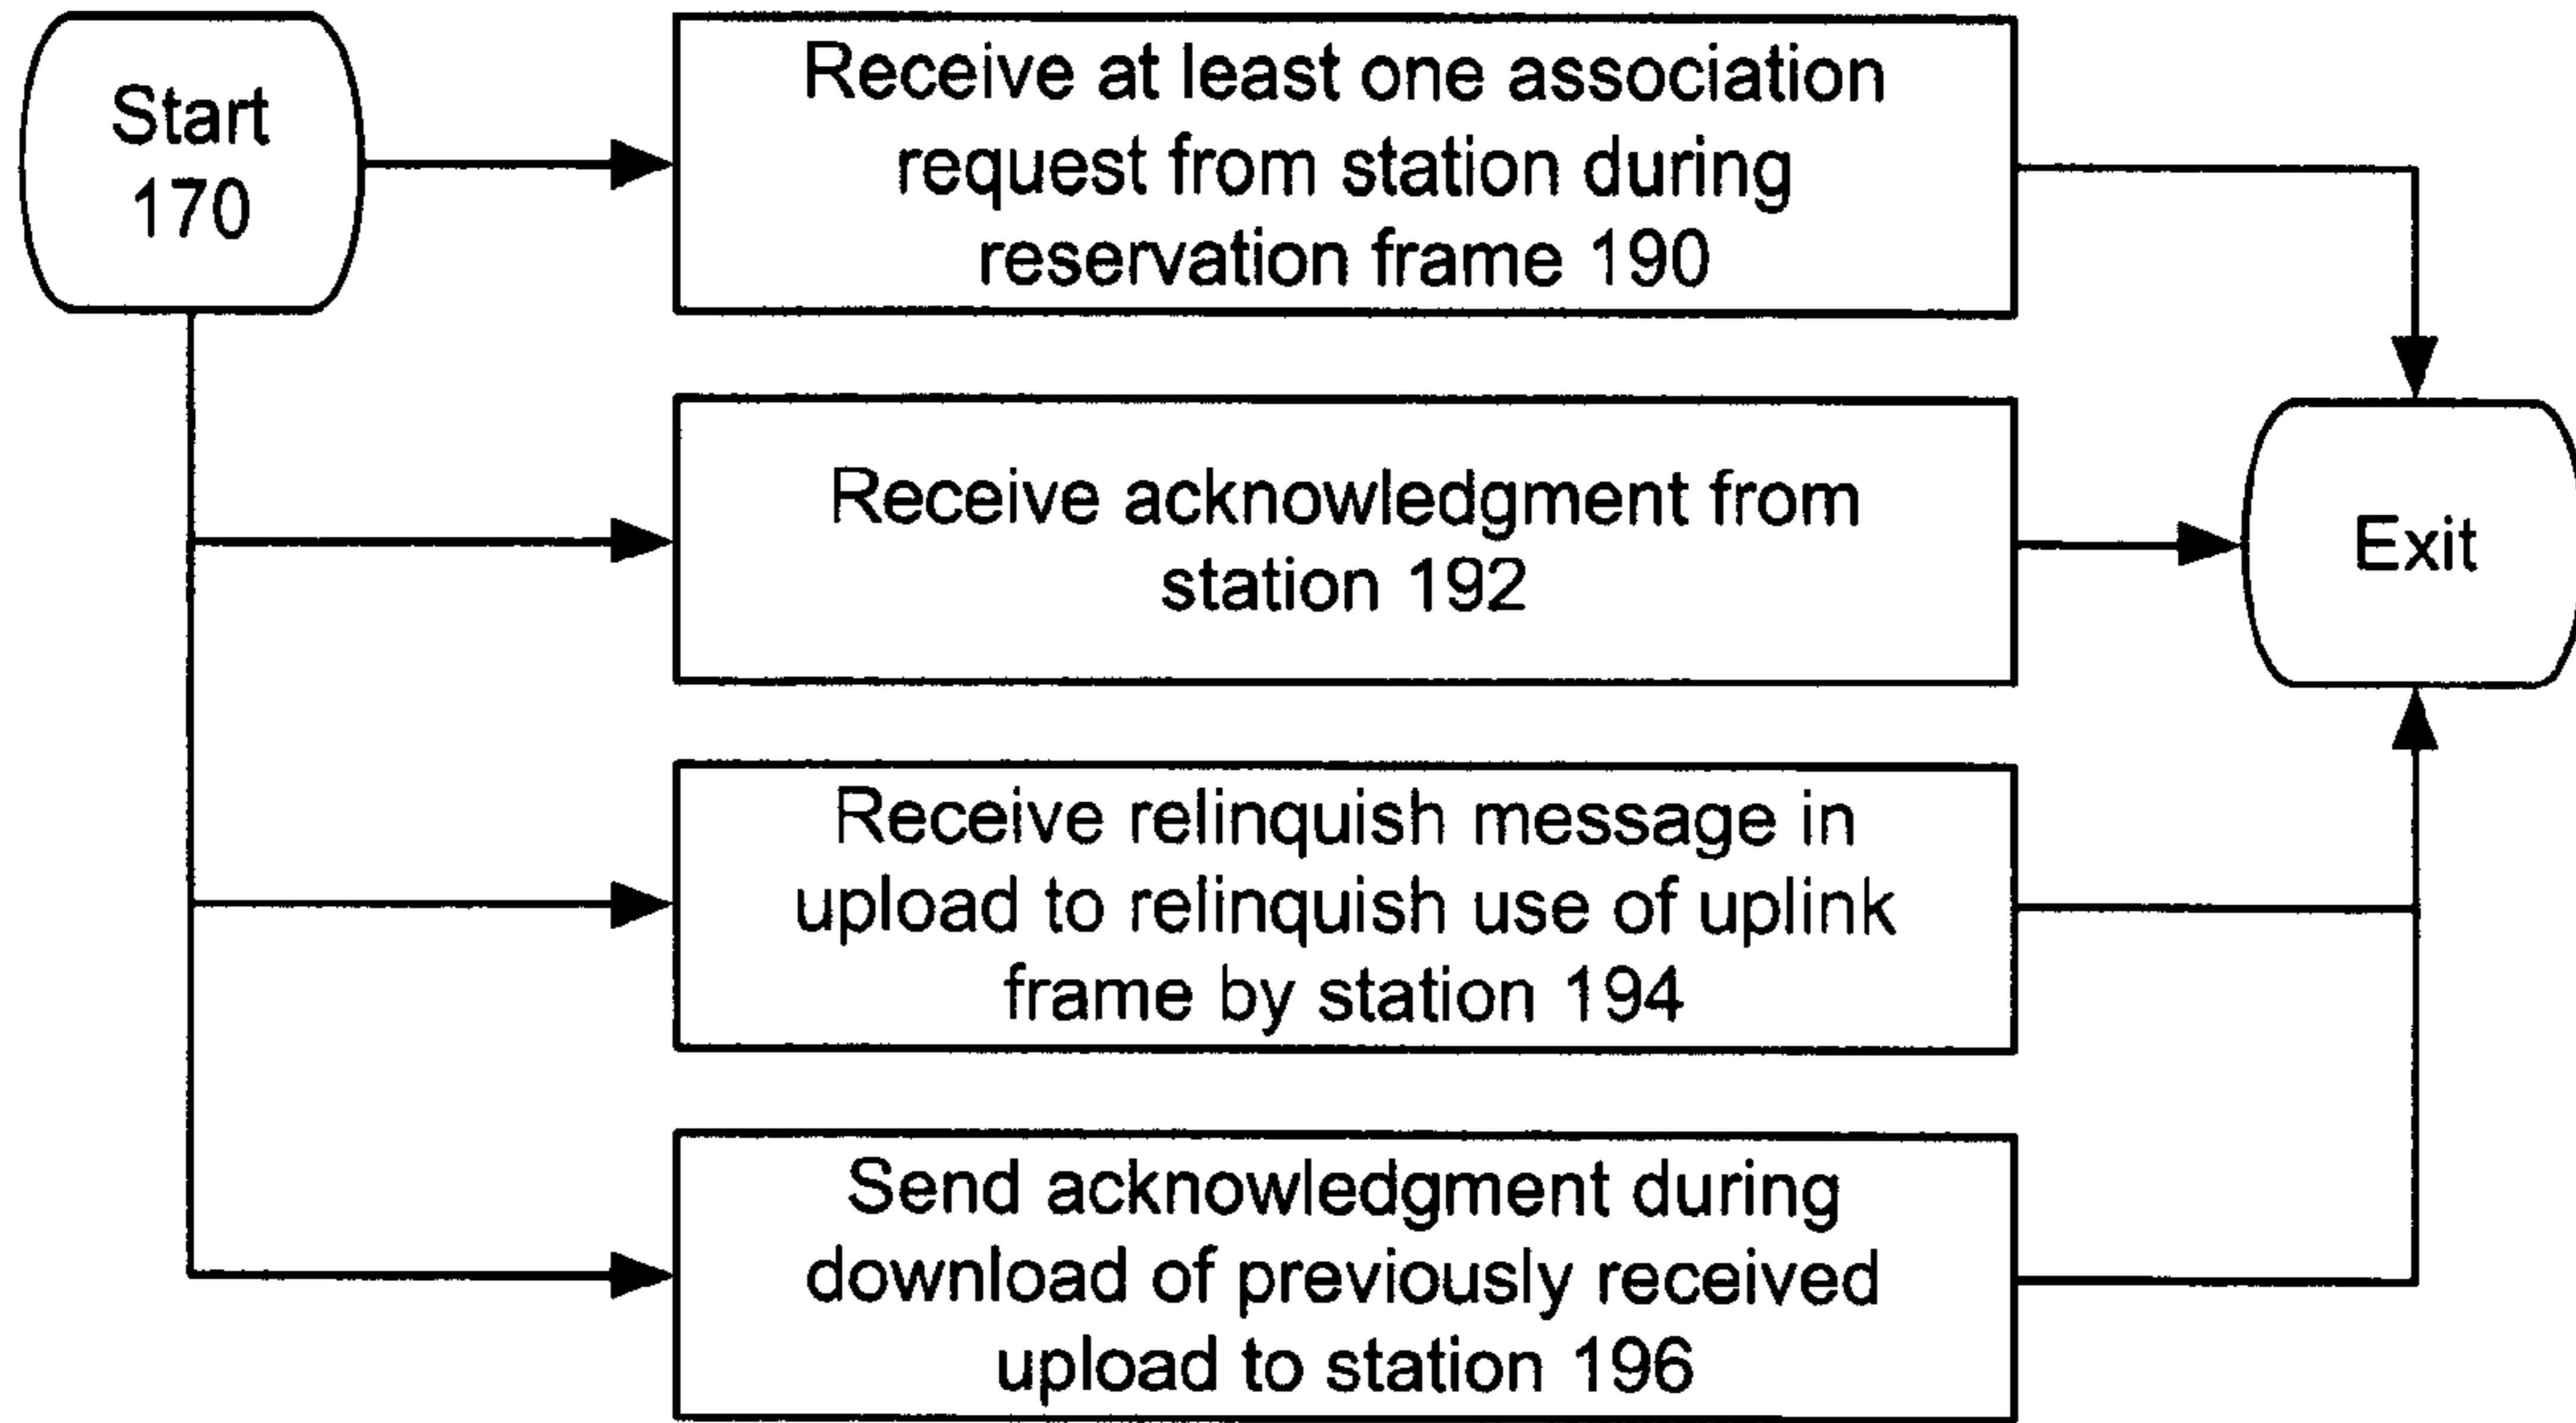 Start
170
Receive at least one association
request from station during
reservation frame 190
Receive acknowledgment from
station 192
Exit
Receive relinquish message in
upload to relinquish use of uplink
frame by station 194
Send acknowledgment during
download of previously received
upload to station 196